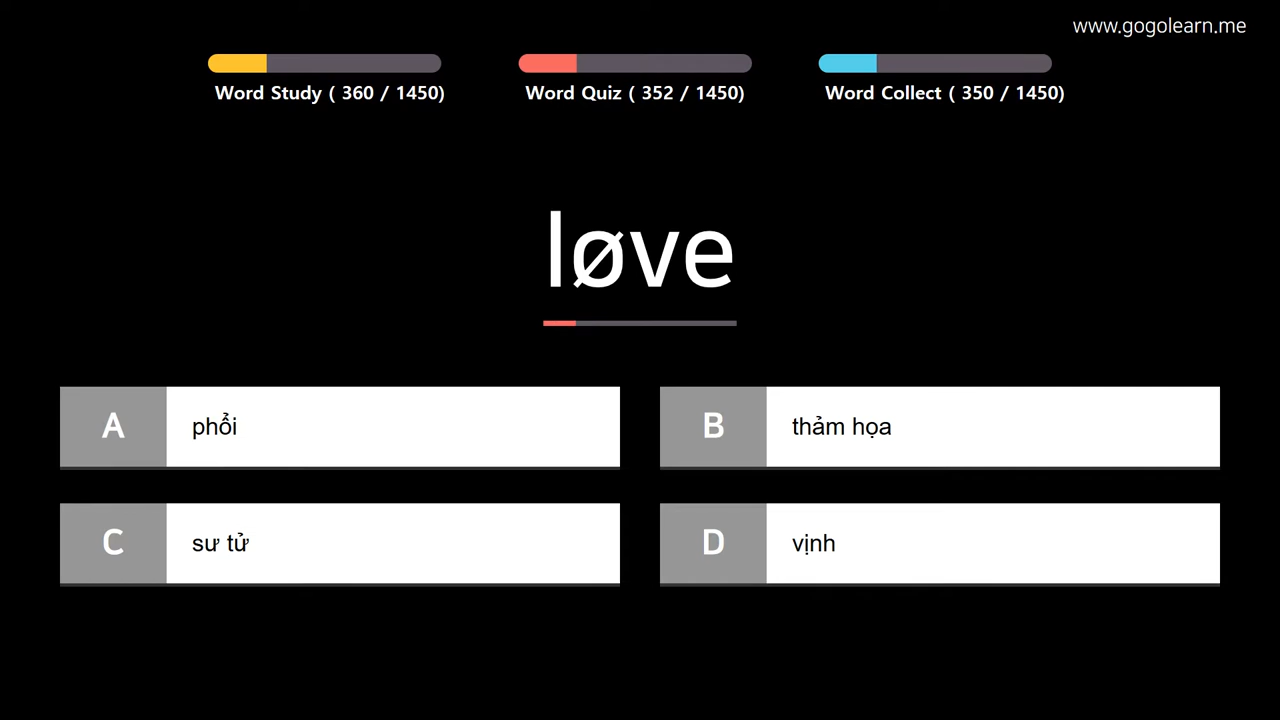 www.gogolearn.me
Word Study ( 360 / 1450)
Word Quiz ( 352 / 1450)
Word Collect ( 350 / 1450)
løve
A phổi
B thảm họa
C sư tử
D vịnh